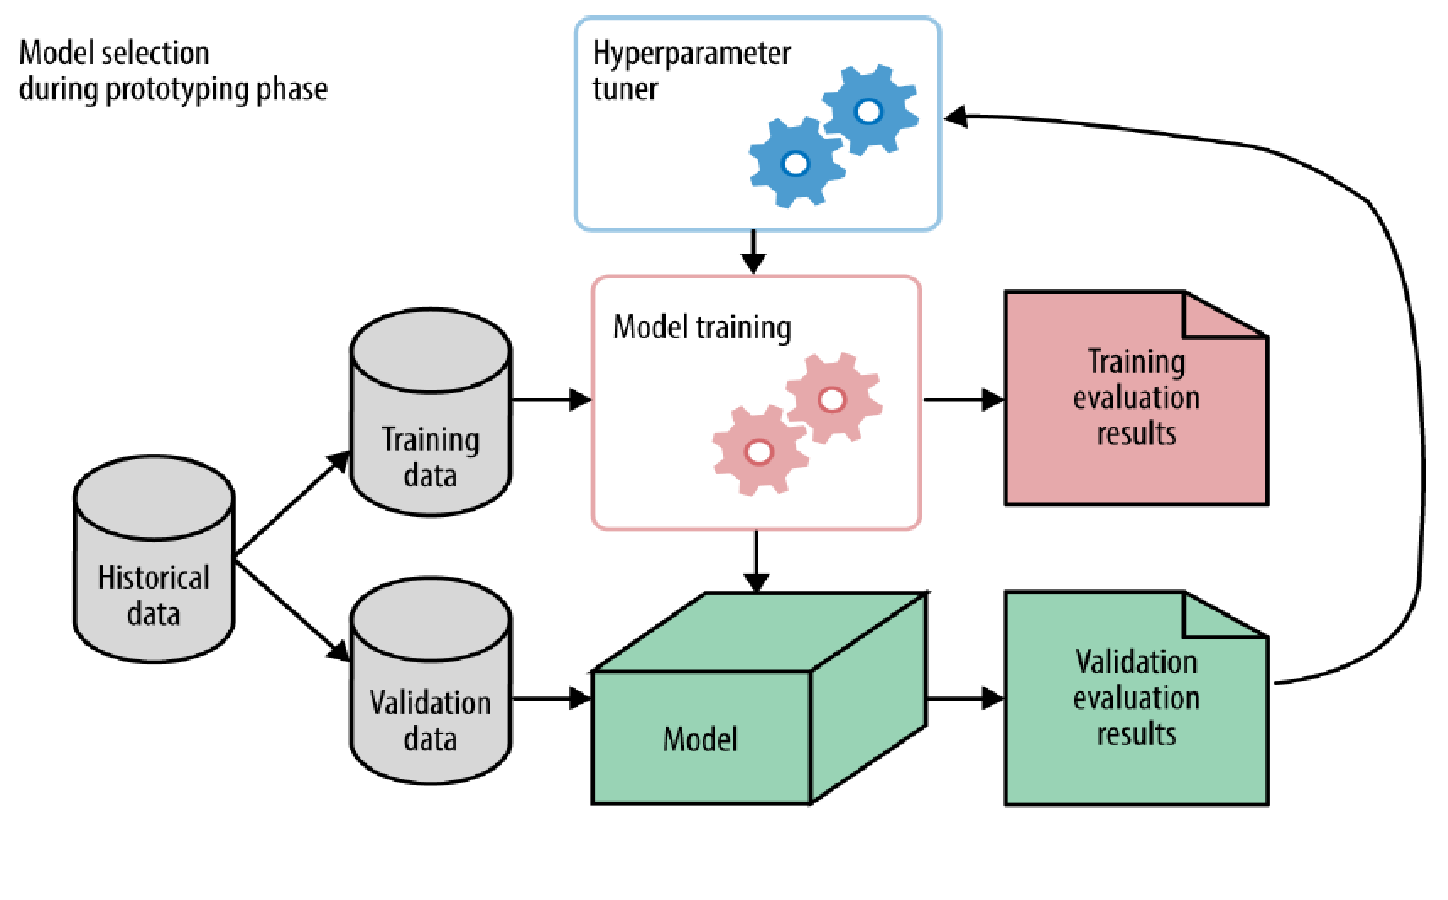 Model selection
during prototyping phase
Hyperparameter
tuner
Model training
Training
evaluation
results
Training
data
Historical
data
Validation
data
Model
Validation
evaluation
results